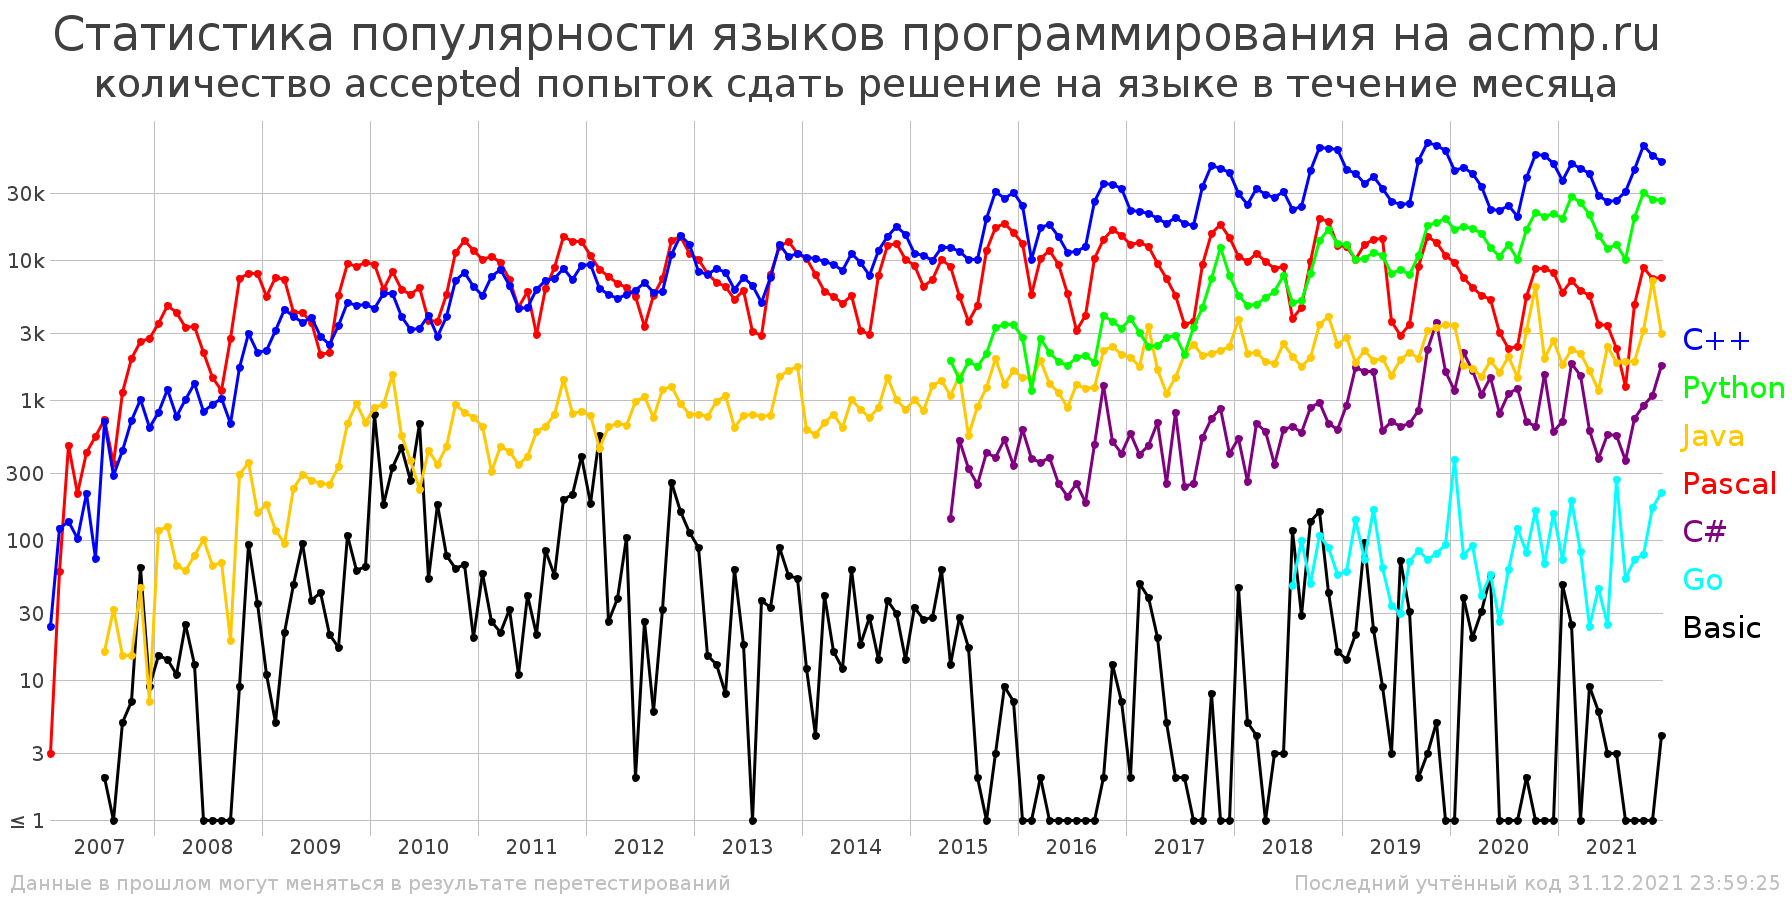 Статистика популярности языков программирования на acmp.ru
количество accepted попыток сдать решение на языке в течение месяца
30k
10k
3k
1k
300
100
30
10
3
≤ 1
2007 2008 2009 2010 2011 2012 2013 2014 2015 2016 2017 2018 2019 2020 2021
C++
Python
Java
Pascal
C#
Go
Basic
Данные в прошлом могут меняться в результате перетестирований
Последний учтённый код 31.12.2021 23:59:25